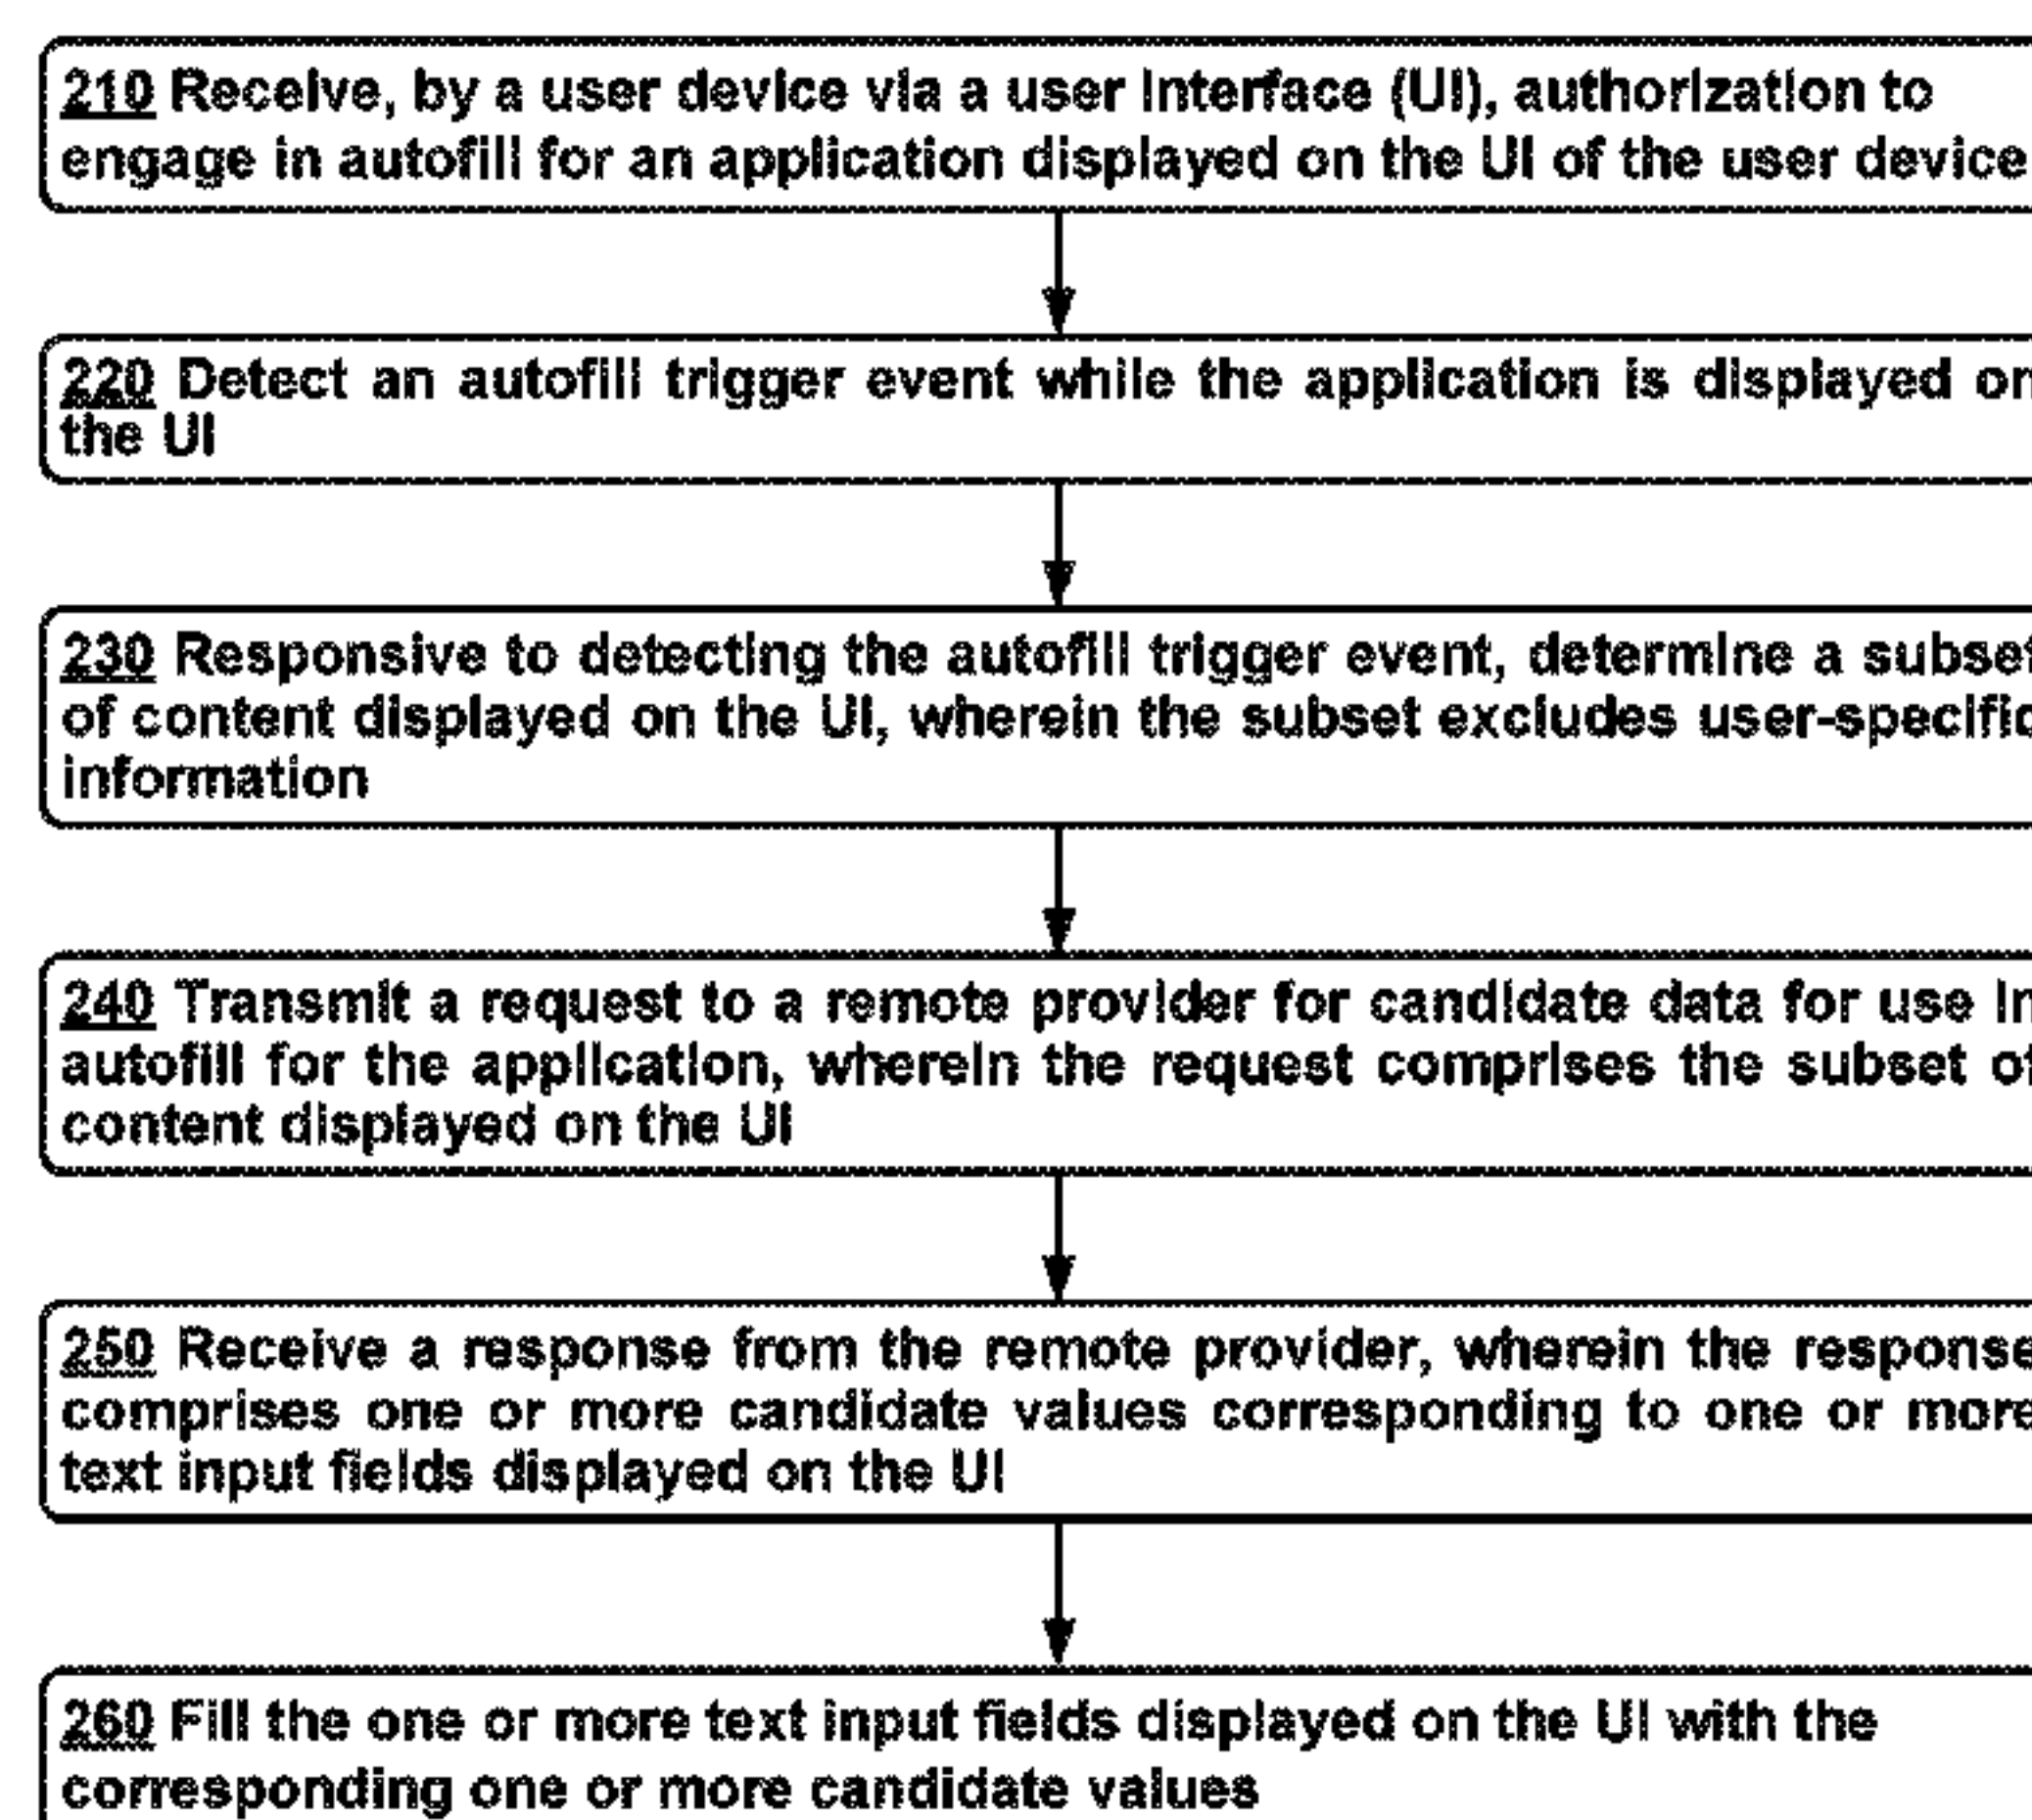 210 Receive, by a user device via a user interface (UI), authorization to
engage in autofill for an application displayed on the UI of the user device
220 Detect an autofill trigger event while the application is displayed on
the UI
230 Responsive to detecting the autofill trigger event, determine a subset
of content displayed on the UI, wherein the subset excludes user-specific
information
240 Transmit a request to a remote provider for candidate data for use in
autofill for the application, wherein the request comprises the subset of
content displayed on the UI
250 Receive a response from the remote provider, wherein the response
comprises one or more candidate values corresponding to one or more
text input fields displayed on the UI
260 Fill the one or more text input fields displayed on the UI with the
corresponding one or more candidate values